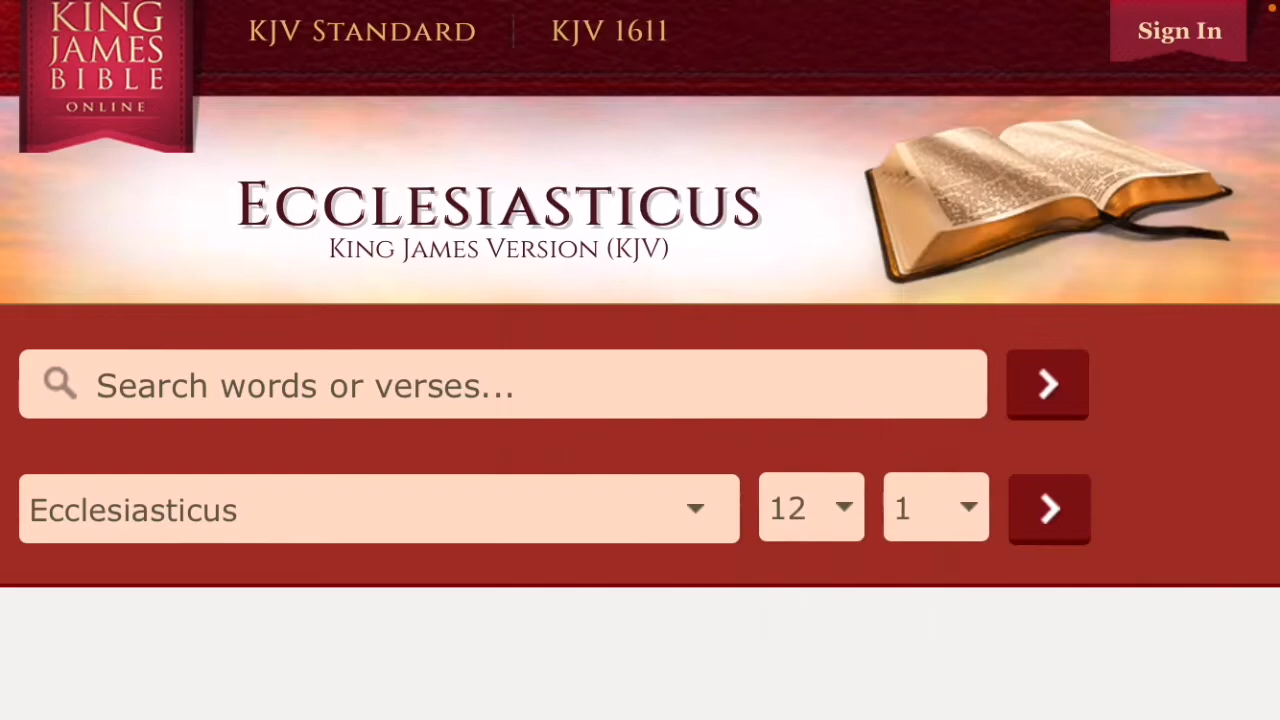 KING
JAMES
BIBLE
ONLINE
KJV Standard
KJV 1611
Sign In
Ecclesiasticus
King James Version (KJV)
Search words or verses...
Ecclesiasticus
12
1